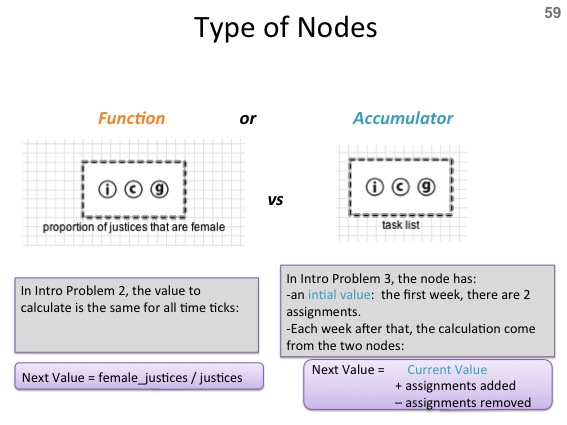 59
Type of Nodes
Function or Accumulator
i c g
proportion of justices that are female
vs
i c g
task list
In Intro Problem 2, the value to
calculate is the same for all time ticks:
Next Value = female_justices / justices
In Intro Problem 3, the node has:
-an intial value: the first week, there are 2
assignments.
-Each week after that, the calculation come
from the two nodes:
Next Value = Current Value
+ assignments added
– assignments removed